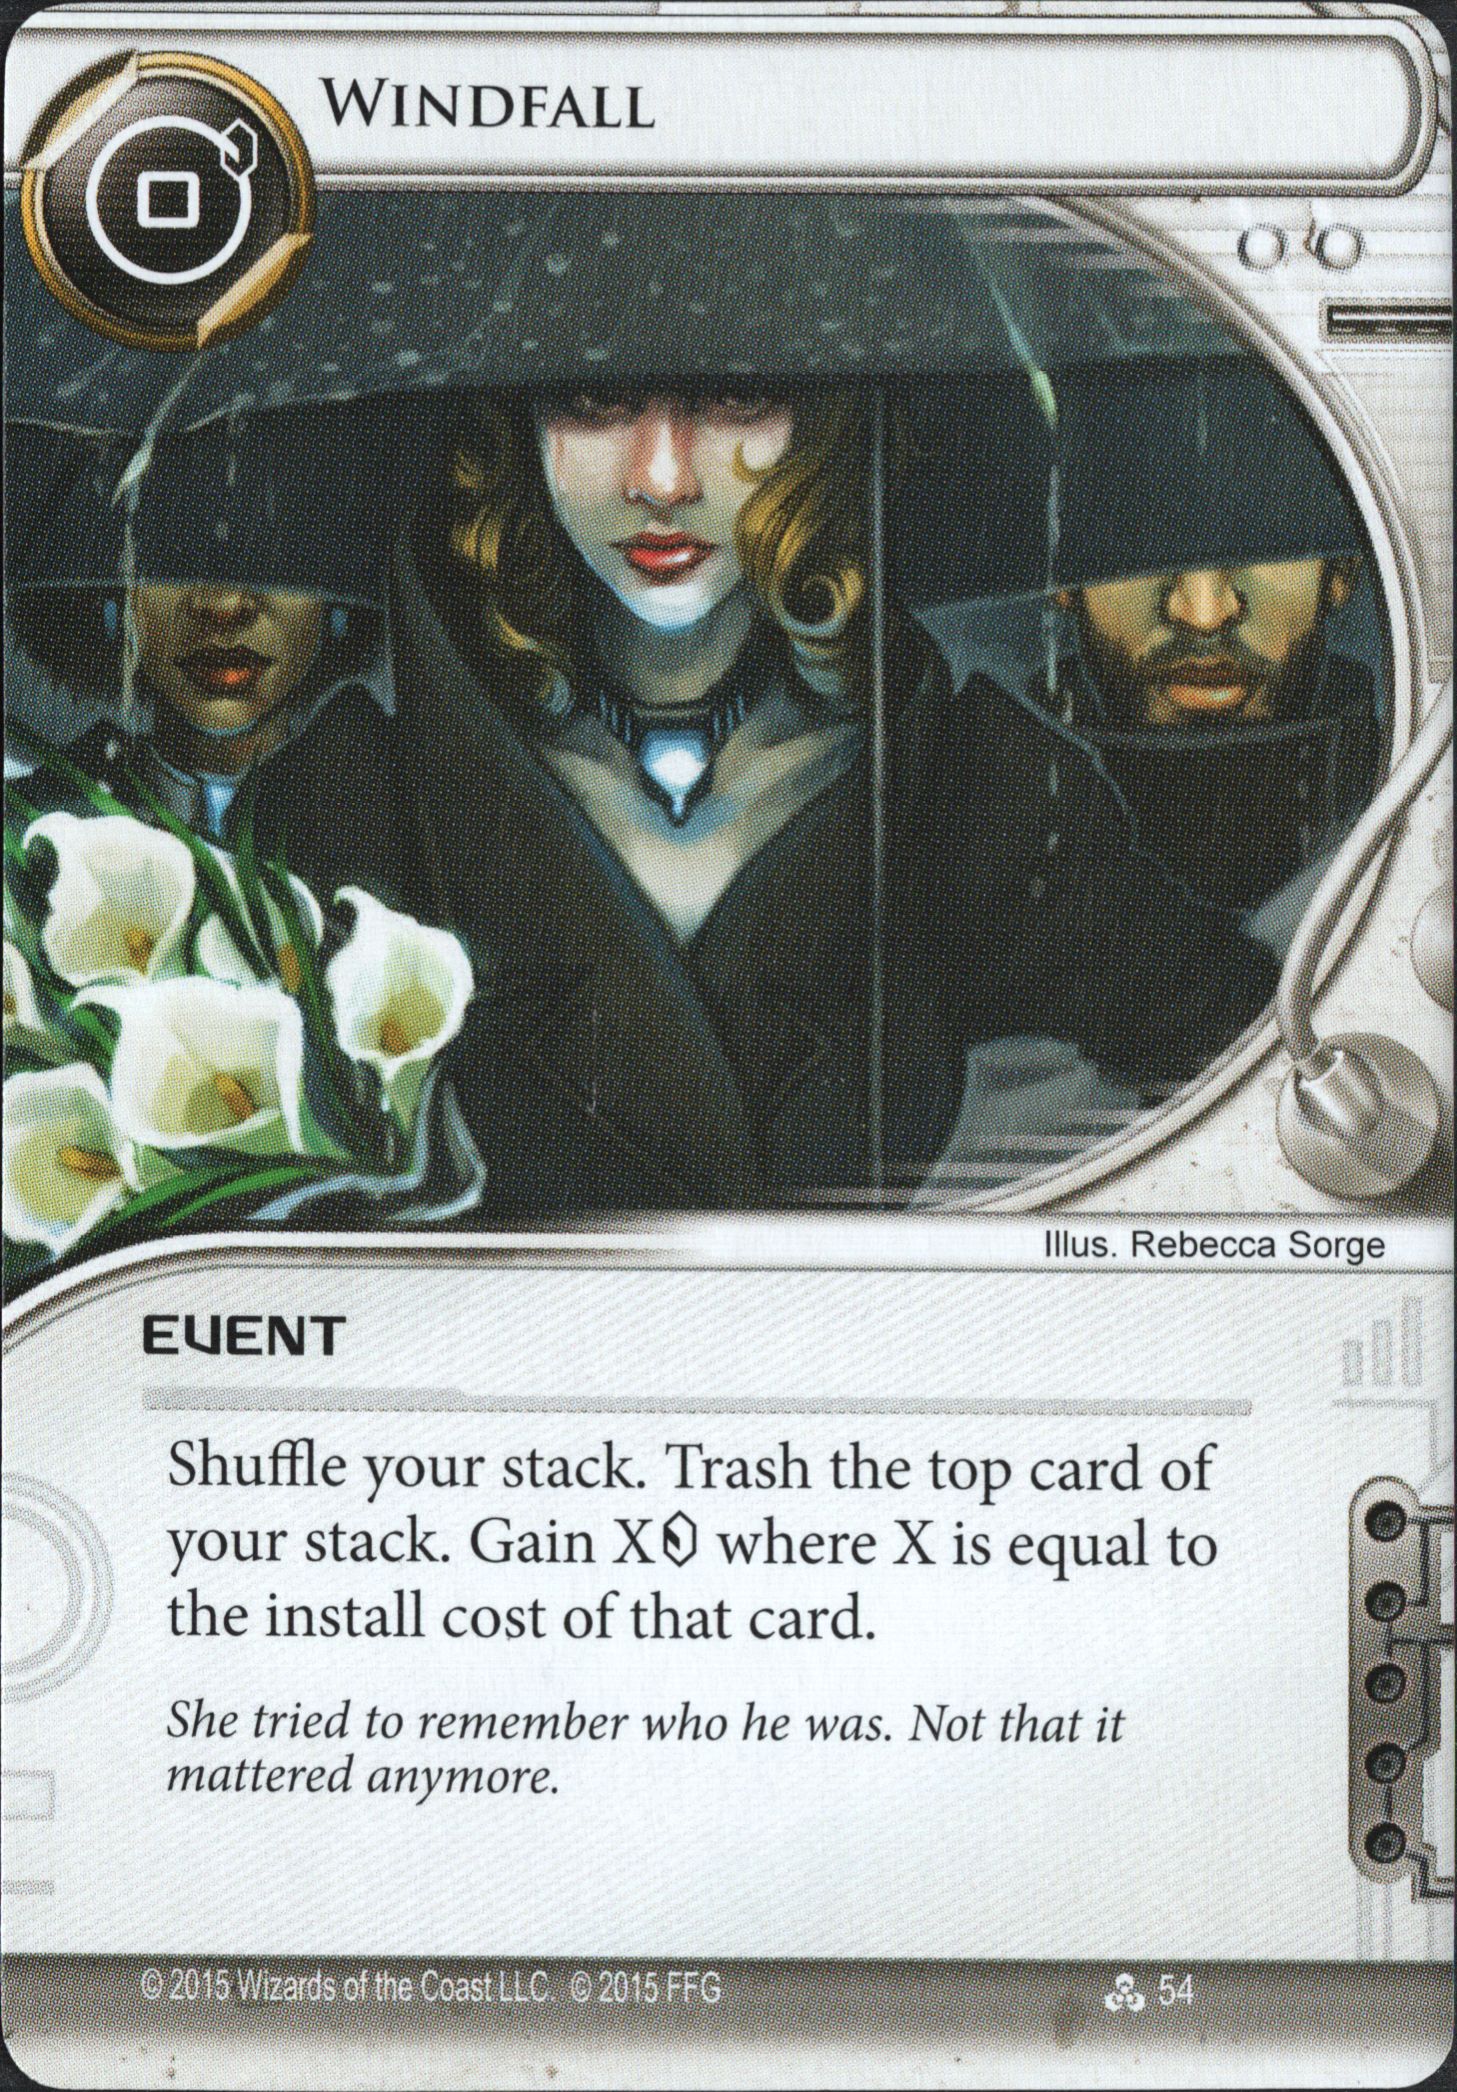 WINDFALL
0
Illus. Rebecca Sorge
EVENT
Shuffle your stack. Trash the top card of
your stack. Gain X where X is equal to
the install cost of that card.
She tried to remember who he was. Not that it
mattered anymore.
© 2015 Wizards of the Coast LLC. © 2015 FFG
54